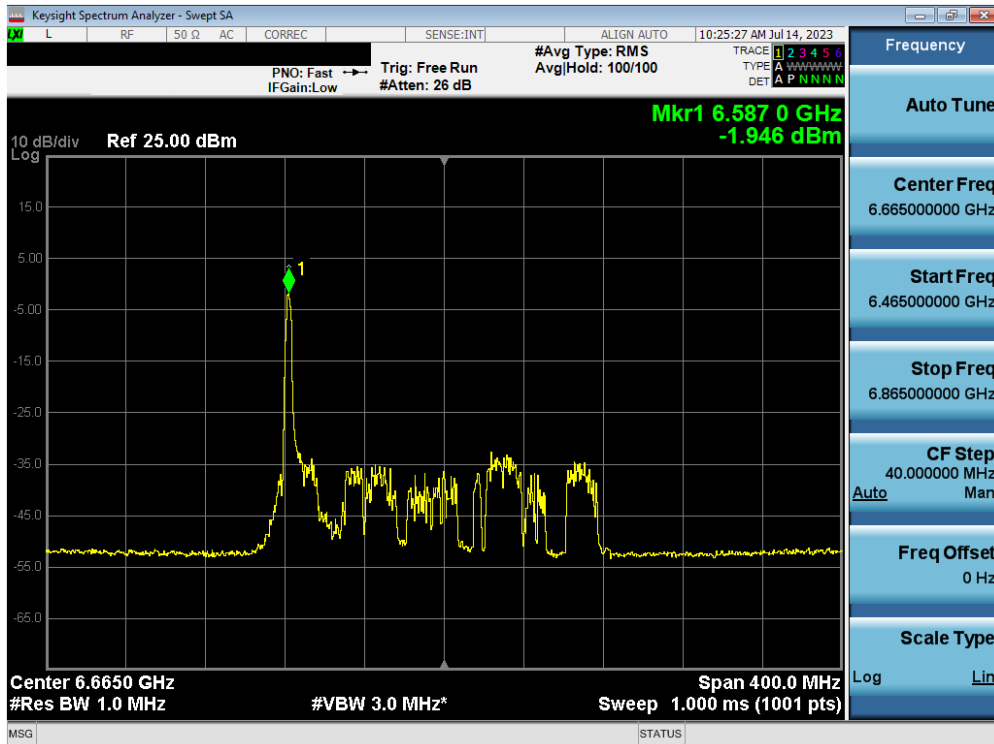 Keysight Spectrum Analyzer - Swept SA
LXI L RF 50 Ω AC CORREC SENSE:INT ALIGN AUTO 10:25:27 AM Jul 14, 2023
PNO: Fast
IFGain:Low
Trig: Free Run
#Atten: 26 dB
#Avg Type: RMS
Avg|Hold: 100/100
TRACE 1 2 3 4 5 6
TYPE A WWWWW
DET A P N N N N
Mkr1 6.587 0 GHz
-1.946 dBm
10 dB/div Ref 25.00 dBm
Log
15.0
5.00
1
-5.00
-15.0
-25.0
-35.0
-45.0
-55.0
-65.0
Center 6.6650 GHz Span 400.0 MHz
#Res BW 1.0 MHz #VBW 3.0 MHz* Sweep 1.000 ms (1001 pts)
MSG STATUS
Frequency
Auto Tune
Center Freq
6.665000000 GHz
Start Freq
6.465000000 GHz
Stop Freq
6.865000000 GHz
CF Step
40.000000 MHz
Auto Man
Freq Offset
0 Hz
Scale Type
Log Lin